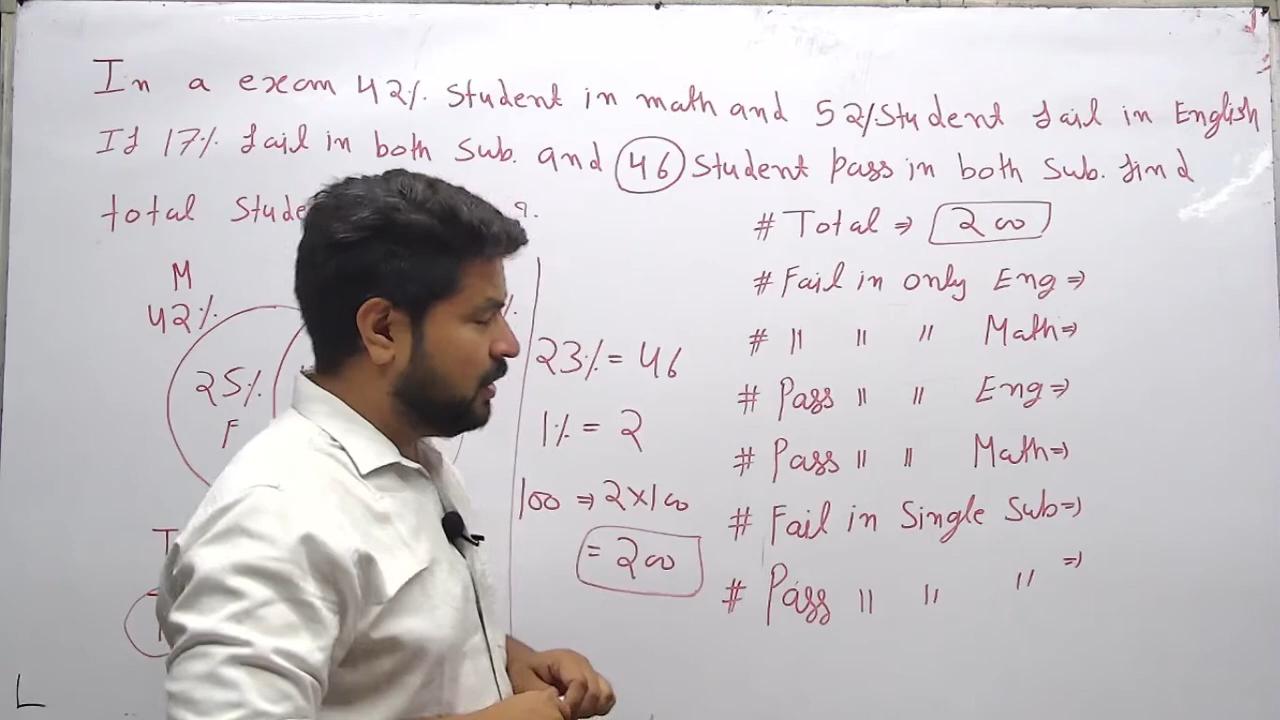 In a exam 42% Student in math and 52% Student fail in English
If 17% fail in both Sub. and 46 Student pass in both Sub. find
total
M
42%
25%
F
23% = 46
1% = 2
100 ⇒ 2×100
= 200
# Total ⇒ 200
# Fail in only Eng ⇒
# " " " Math ⇒
# Pass " " Eng ⇒
# Pass " " Math ⇒
# Fail in Single Sub ⇒
# Pass " " " ⇒